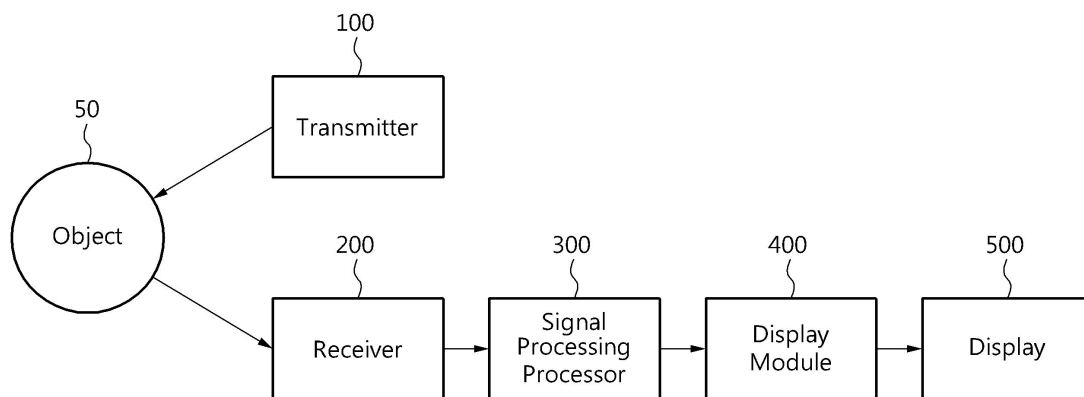 100
Transmitter
50
Object
200
Receiver
300
Signal
Processing
Processor
400
Display
Module
500
Display